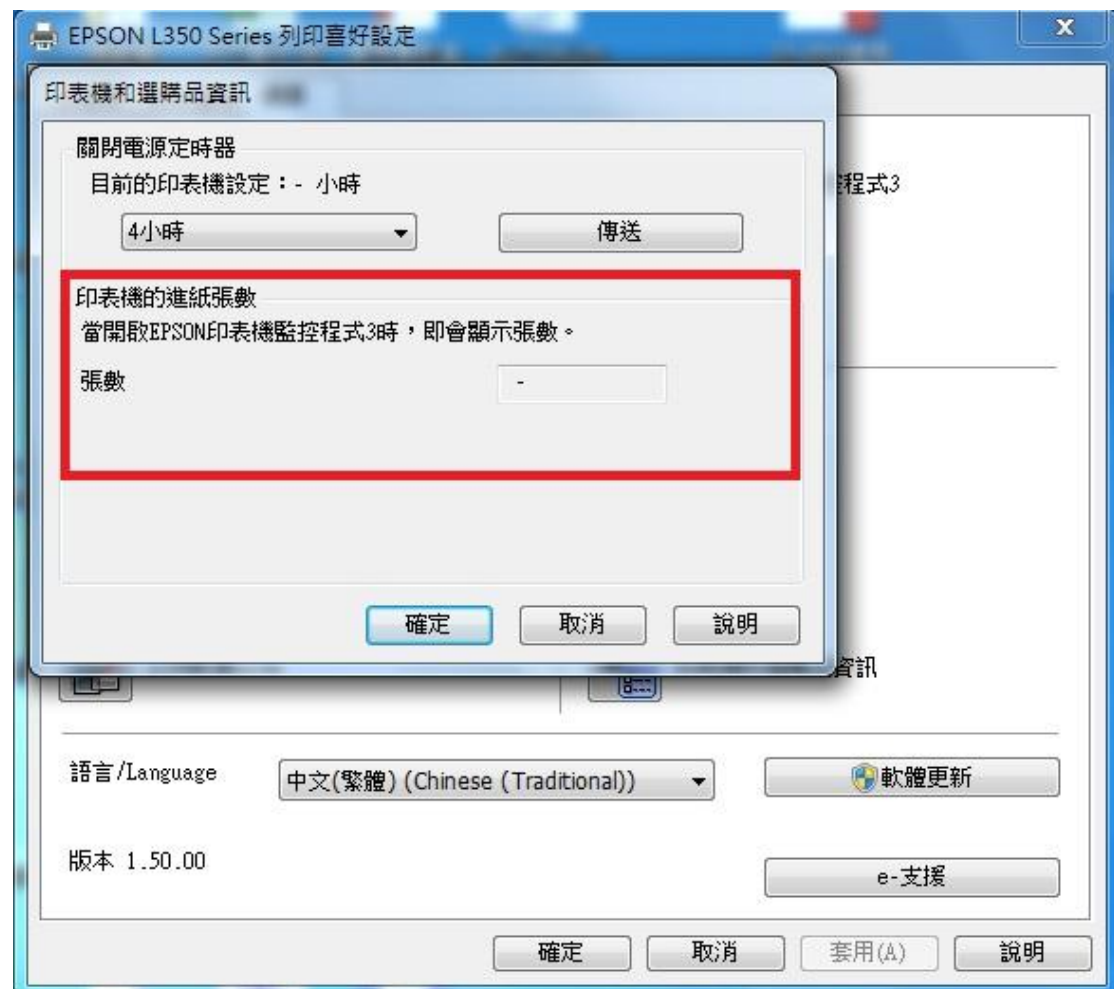 EPSON L350 Series 列印喜好設定
x
印表機和選購品資訊
關閉電源定時器
目前的印表機設定：- 小時
程式3
4小時
傳送
印表機的進紙張數
當開啟EPSON印表機監控程式3時，即會顯示張數。
張數
-
確定
取消
說明
資訊
語言/Language
中文(繁體) (Chinese (Traditional))
軟體更新
版本 1.50.00
e-支援
確定
取消
套用(A)
說明